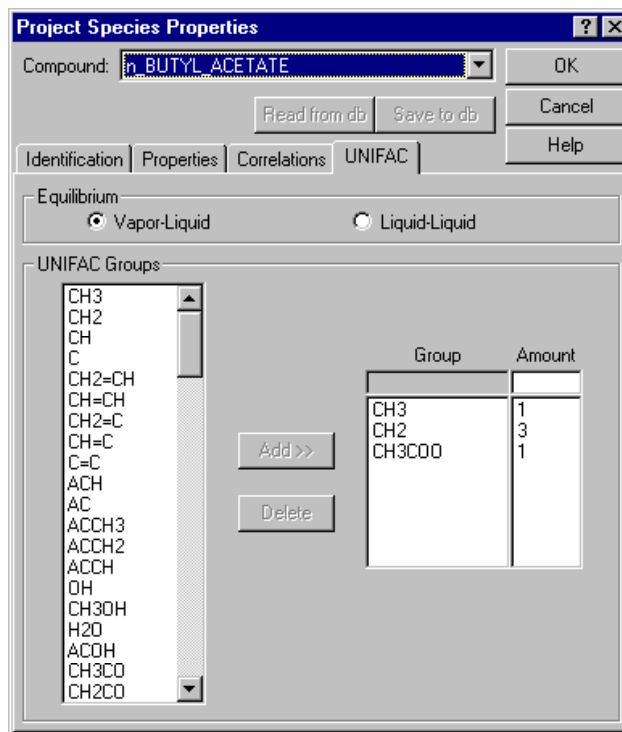 Project Species Properties
Compound: n_BUTYL_ACETATE
OK
Read from db Save to db
Cancel
Help
Identification Properties Correlations UNIFAC
Equilibrium
Vapor-Liquid Liquid-Liquid
UNIFAC Groups
CH3
CH2
CH
C
CH2=CH
CH=CH
CH2=C
CH=C
C=C
ACH
AC
ACCH3
ACCH2
ACCH
OH
CH3OH
H2O
ACOH
CH3CO
CH2CO
Add >>
Delete
Group Amount
CH3 1
CH2 3
CH3COO 1